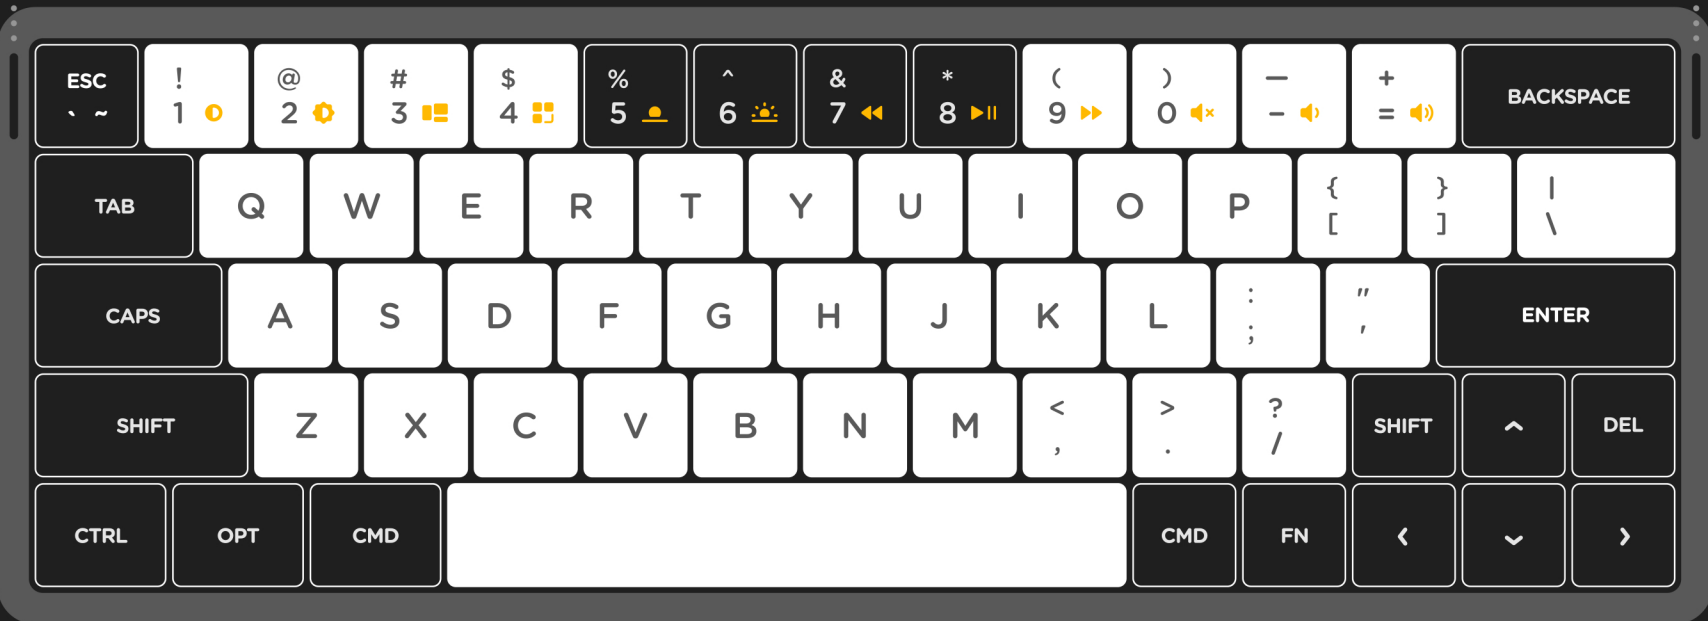 ESC ! @ # $ % ^ & * ( ) — +
` ~ 1 2 3 4 5 6 7 8 9 0 - = BACKSPACE
TAB Q W E R T Y U I O P { } |
[ ] \
CAPS A S D F G H J K L : " ENTER
; '
SHIFT Z X C V B N M < > ? SHIFT ^ DEL
, . /
CTRL OPT CMD CMD FN < ⌄ >